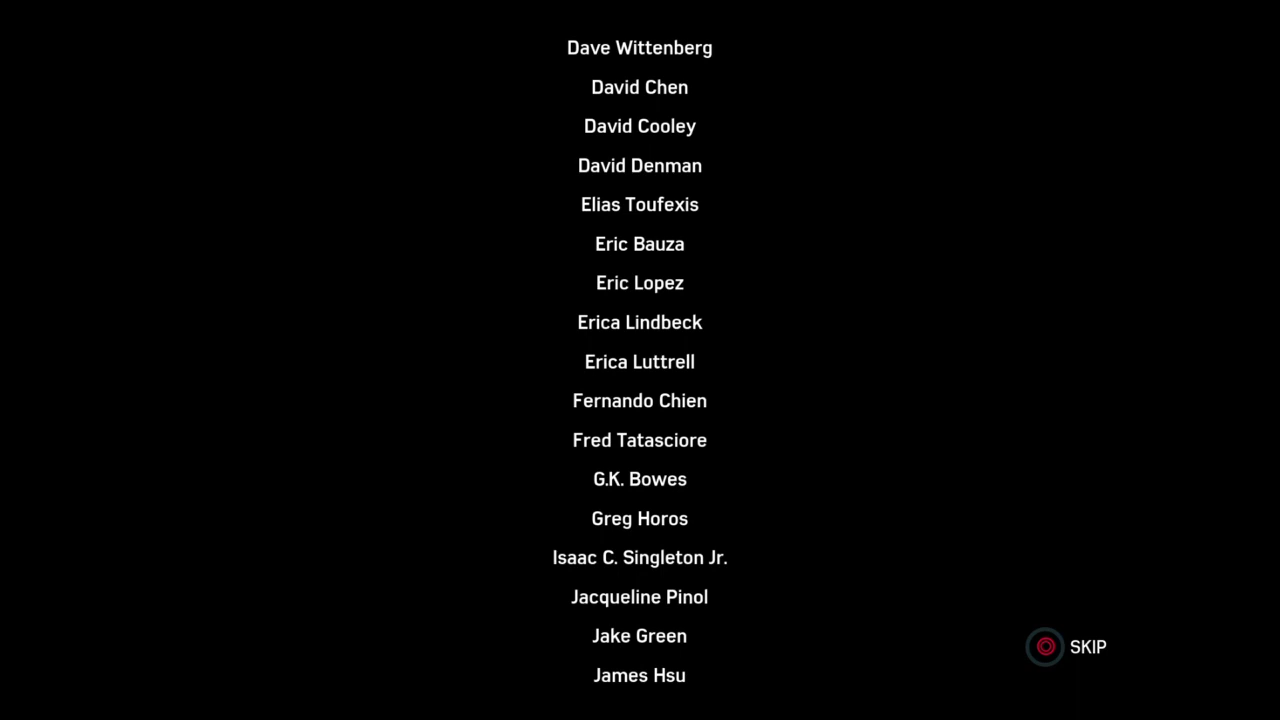 Dave Wittenberg
David Chen
David Cooley
David Denman
Elias Toufexis
Eric Bauza
Eric Lopez
Erica Lindbeck
Erica Luttrell
Fernando Chien
Fred Tatasciore
G.K. Bowes
Greg Horos
Isaac C. Singleton Jr.
Jacqueline Pinol
Jake Green
SKIP
James Hsu